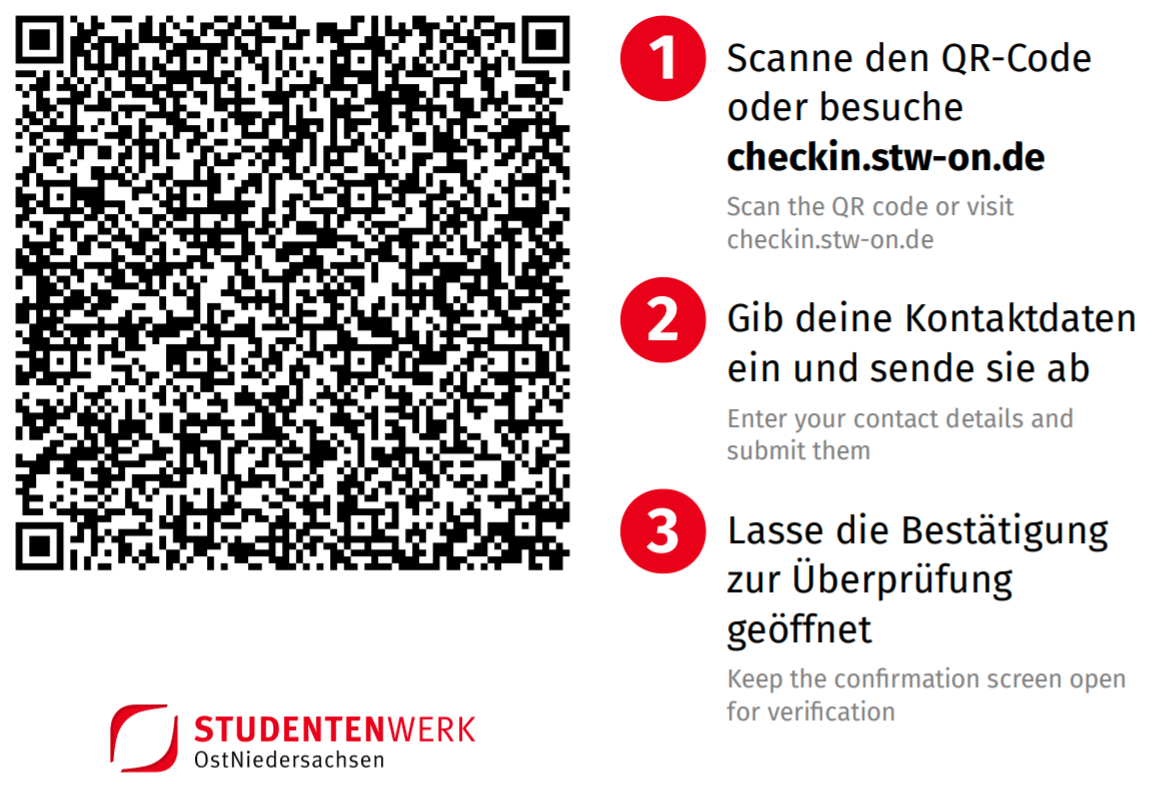 1
Scanne den QR-Code
oder besuche
checkin.stw-on.de
Scan the QR code or visit
checkin.stw-on.de
2
Gib deine Kontaktdaten
ein und sende sie ab
Enter your contact details and
submit them
3
Lasse die Bestätigung
zur Überprüfung
geöffnet
Keep the confirmation screen open
for verification
STUDENTENWERK
OstNiedersachsen